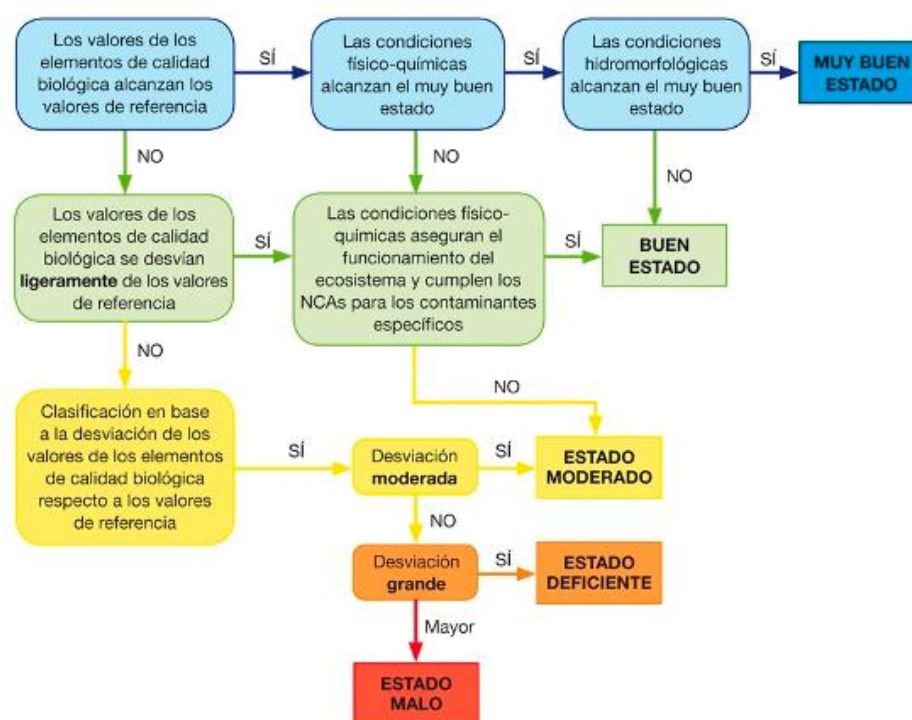 Los valores de los
elementos de calidad
biológica alcanzan los
valores de referencia
SÍ
Las condiciones
físico-químicas
alcanzan el muy buen
estado
SÍ
Las condiciones
hidromorfológicas
alcanzan el muy buen
estado
SÍ
MUY BUEN
ESTADO
NO
NO
NO
Los valores de los
elementos de calidad
biológica se desvían
ligeramente de los valores
de referencia
SÍ
Las condiciones físico-
químicas aseguran el
funcionamiento del
ecosistema y cumplen los
NCAs para los contaminantes
específicos
SÍ
BUEN
ESTADO
NO
NO
Clasificación en base
a la desviación de los
valores de los elementos
de calidad biológica
respecto a los valores
de referencia
SÍ
Desviación
moderada
SÍ
ESTADO
MODERADO
NO
Desviación
grande
SÍ
ESTADO
DEFICIENTE
Mayor
ESTADO
MALO